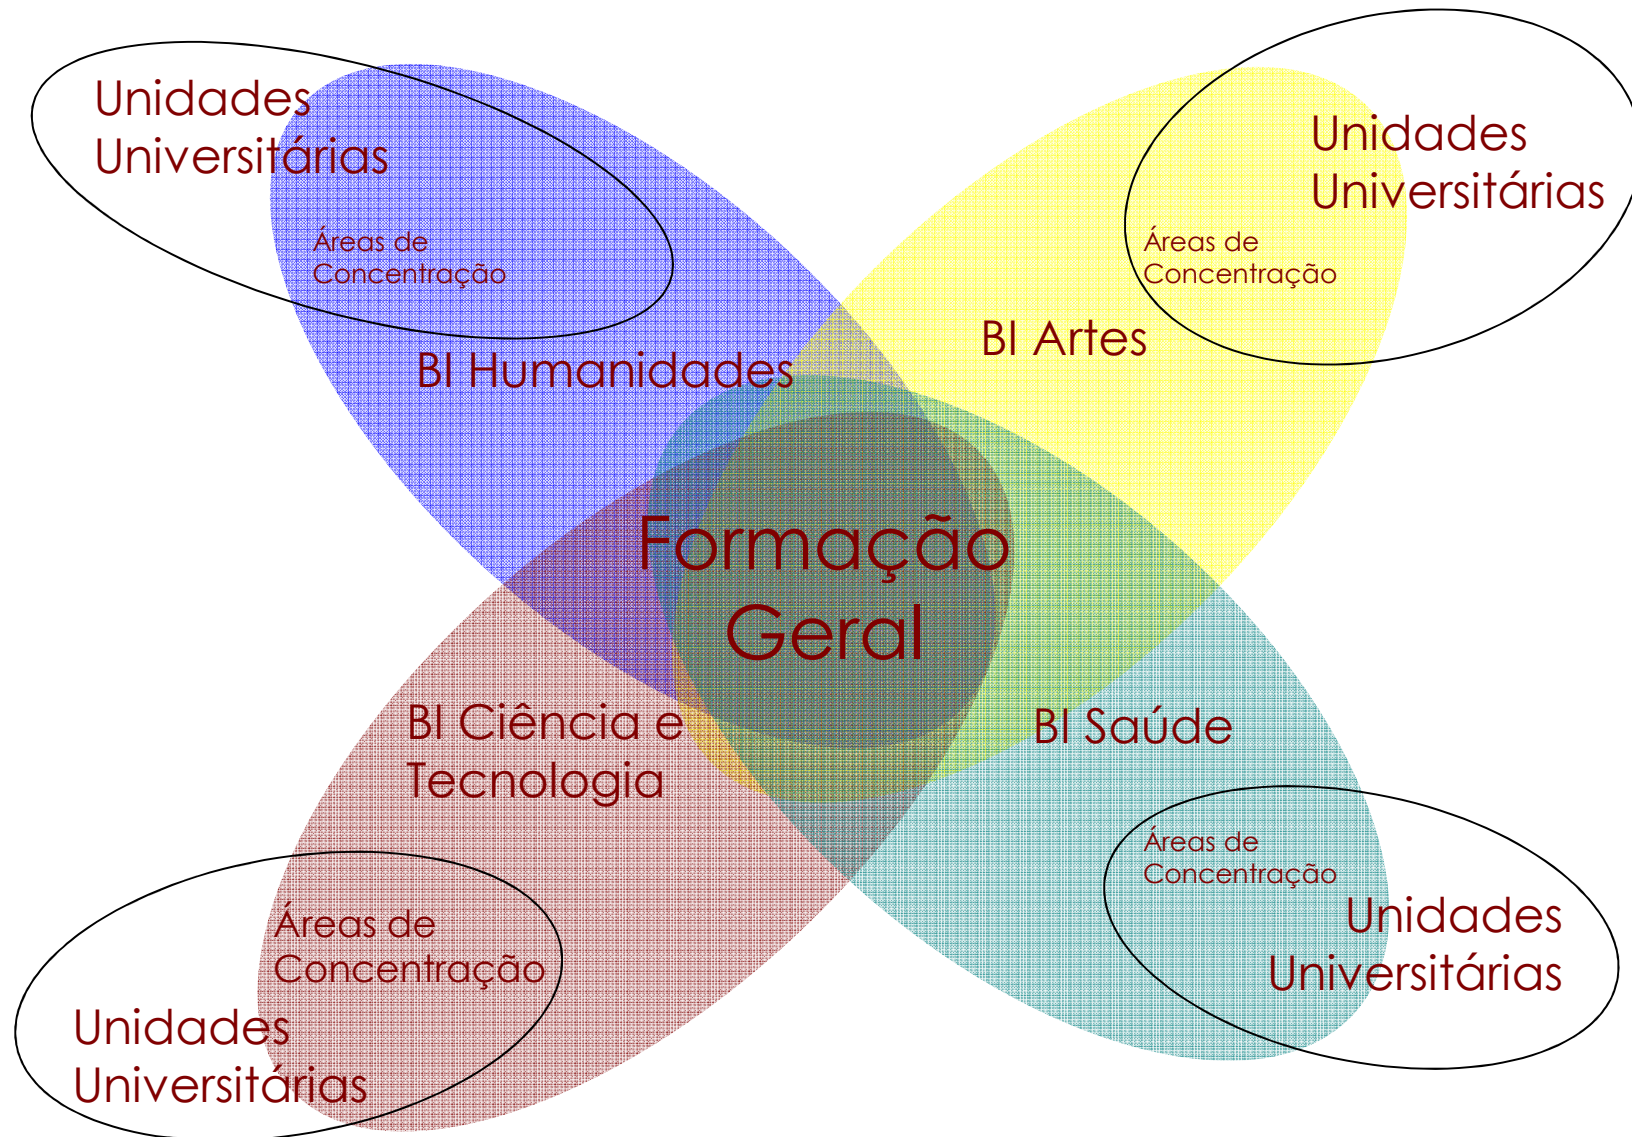 Unidades
Universitárias
Áreas de
Concentração
BI Humanidades
Unidades
Universitárias
Áreas de
Concentração
BI Artes
Formação
Geral
BI Ciência e
Tecnologia
Áreas de
Concentração
Unidades
Universitárias
BI Saúde
Áreas de
Concentração
Unidades
Universitárias